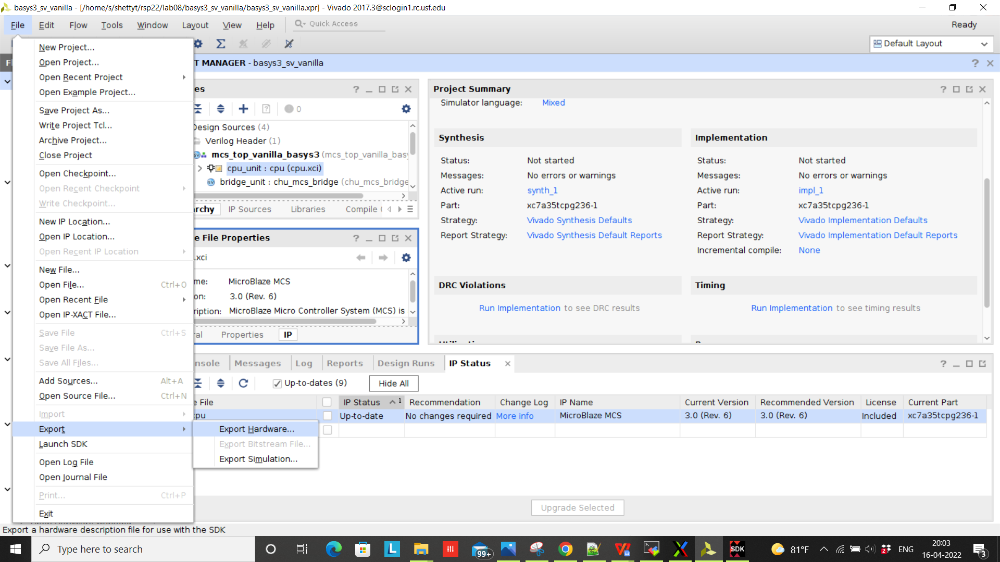 basys3_sv_vanilla - [/home/s/shettyt/rsp22/lab08/basys3_sv_vanilla/basys3_sv_vanilla.xpr] - Vivado 2017.3@sclogin1.rc.usf.edu
File Edit Flow Tools Window Layout View Help Quick Access Ready
Default Layout
T MANAGER - basys3_sv_vanilla
New Project...
Open Project...
Open Recent Project
Open Example Project...
Save Project As...
Write Project Tcl...
Archive Project...
Close Project
Open Checkpoint...
Open Recent Checkpoint
Write Checkpoint...
New IP Location...
Open IP Location...
Open Recent IP Location
New File...
Open File... Ctrl+O
Open Recent File
Open IP-XACT File...
Save File Ctrl+S
Save File As...
Save All Files...
Add Sources... Alt+A
Open Source File... Ctrl+N
Import
Export
Launch SDK
Open Log File
Open Journal File
Print... Ctrl+P
Exit
Export Hardware...
Export Bitstream File...
Export Simulation...
es
0
Design Sources (4)
Verilog Header (1)
mcs_top_vanilla_basys3 (mcs_top_vanilla_basy
cpu_unit : cpu (cpu.xci)
bridge_unit : chu_mcs_bridge (chu_mcs_bridge
rchy IP Sources Libraries Compile
e File Properties
.xci
me: MicroBlaze MCS
on: 3.0 (Rev. 6)
ription: MicroBlaze Micro Controller System (MCS) is
ral Properties IP
Project Summary
Simulator language: Mixed
Synthesis
Status: Not started
Messages: No errors or warnings
Active run: synth_1
Part: xc7a35tcpg236-1
Strategy: Vivado Synthesis Defaults
Report Strategy: Vivado Synthesis Default Reports
Implementation
Status: Not started
Messages: No errors or warnings
Active run: impl_1
Part: xc7a35tcpg236-1
Strategy: Vivado Implementation Defaults
Report Strategy: Vivado Implementation Default Reports
Incremental compile: None
DRC Violations
Run Implementation to see DRC results
Timing
Run Implementation to see timing results
nsole Messages Log Reports Design Runs IP Status
Up-to-dates (9) Hide All
e File IP Status 1 Recommendation Change Log IP Name Current Version Recommended Version License Current Part
cpu Up-to-date No changes required More info MicroBlaze MCS 3.0 (Rev. 6) 3.0 (Rev. 6) Included xc7a35tcpg236-1
Upgrade Selected
Export a hardware description file for use with the SDK
Type here to search
L
99+
SDK
81°F
2
ENG
20:03
16-04-2022
3